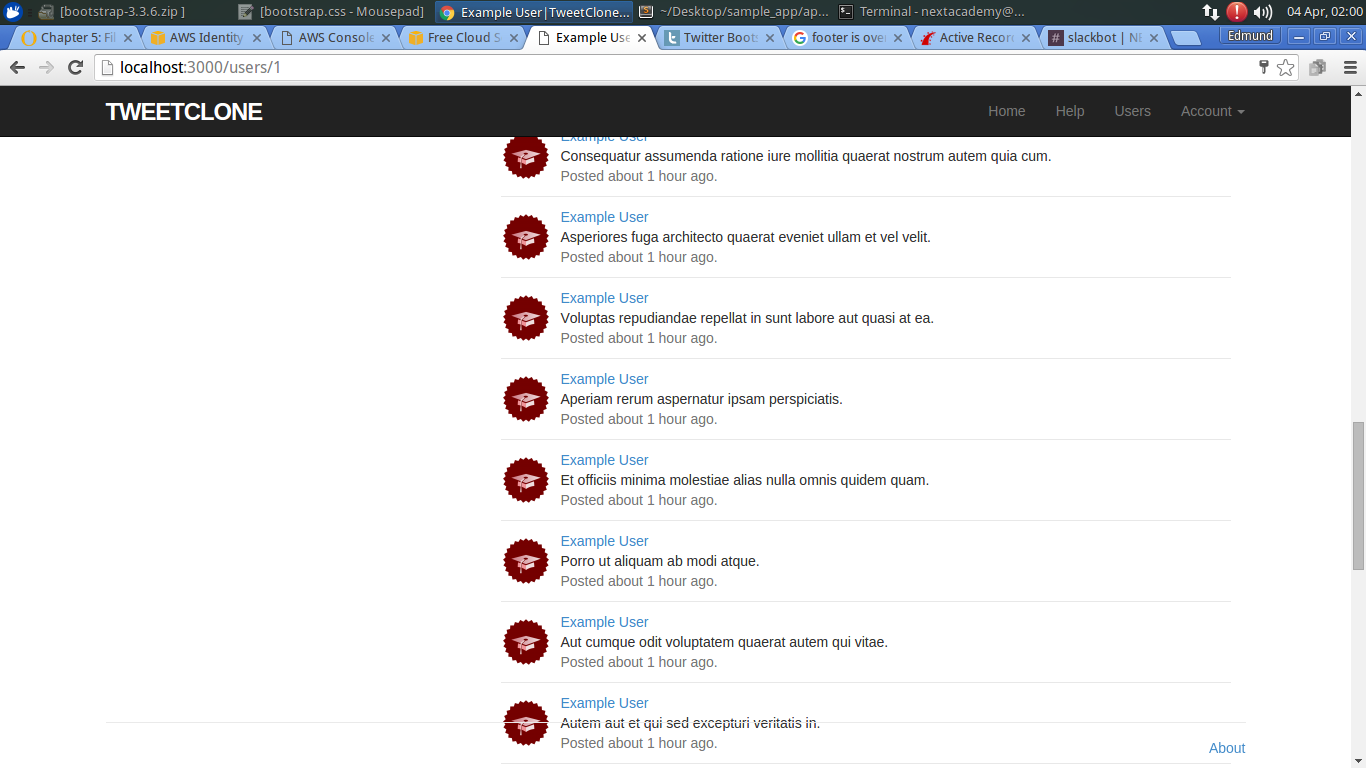 [bootstrap-3.3.6.zip ]
[bootstrap.css - Mousepad]
Example User|TweetClone...
~/Desktop/sample_app/ap...
Terminal - nextacademy@...
04 Apr, 02:00
Chapter 5: Fil
AWS Identity
AWS Console
Free Cloud S
Example Use
Twitter Boots
footer is over
Active Record
slackbot | NE
Edmund
localhost:3000/users/1
TWEETCLONE
Home
Help
Users
Account
Example User
Consequatur assumenda ratione iure mollitia quaerat nostrum autem quia cum.
Posted about 1 hour ago.
Example User
Asperiores fuga architecto quaerat eveniet ullam et vel velit.
Posted about 1 hour ago.
Example User
Voluptas repudiandae repellat in sunt labore aut quasi at ea.
Posted about 1 hour ago.
Example User
Aperiam rerum aspernatur ipsam perspiciatis.
Posted about 1 hour ago.
Example User
Et officiis minima molestiae alias nulla omnis quidem quam.
Posted about 1 hour ago.
Example User
Porro ut aliquam ab modi atque.
Posted about 1 hour ago.
Example User
Aut cumque odit voluptatem quaerat autem qui vitae.
Posted about 1 hour ago.
Example User
Autem aut et qui sed excepturi veritatis in.
Posted about 1 hour ago.
About